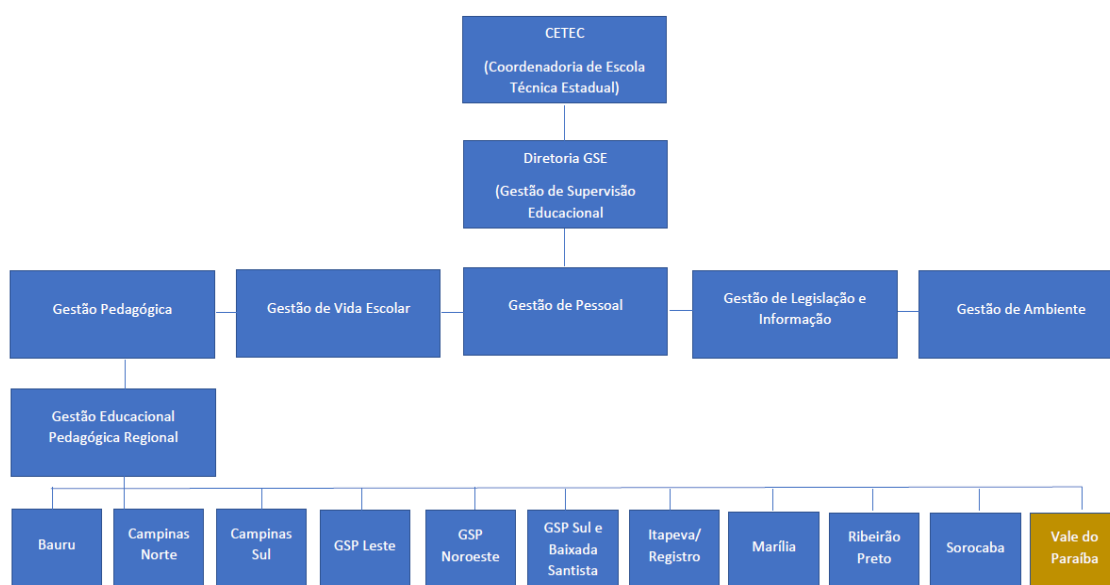 CETEC
(Coordenadoria de Escola
Técnica Estadual)
Diretoria GSE
(Gestão de Supervisão
Educacional
Gestão Pedagógica
Gestão de Vida Escolar
Gestão de Pessoal
Gestão de Legislação e
Informação
Gestão de Ambiente
Gestão Educacional
Pedagógica Regional
Bauru
Campinas
Norte
Campinas
Sul
GSP Leste
GSP
Noroeste
GSP Sul e
Baixada
Santista
Itapeva/
Registro
Marília
Ribeirão
Preto
Sorocaba
Vale do
Paraíba